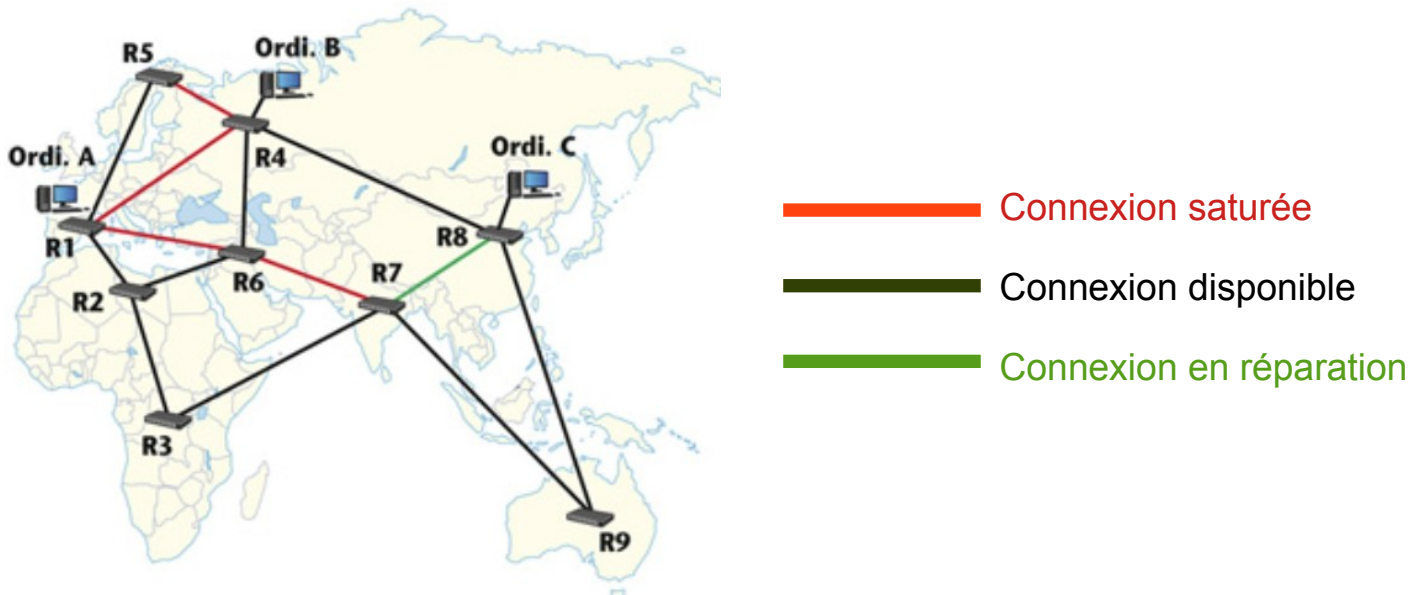 R5
Ordi. B
R4
Ordi. C
Ordi. A
R1
R8
R6
R7
R2
R3
R9
Connexion saturée
Connexion disponible
Connexion en réparation